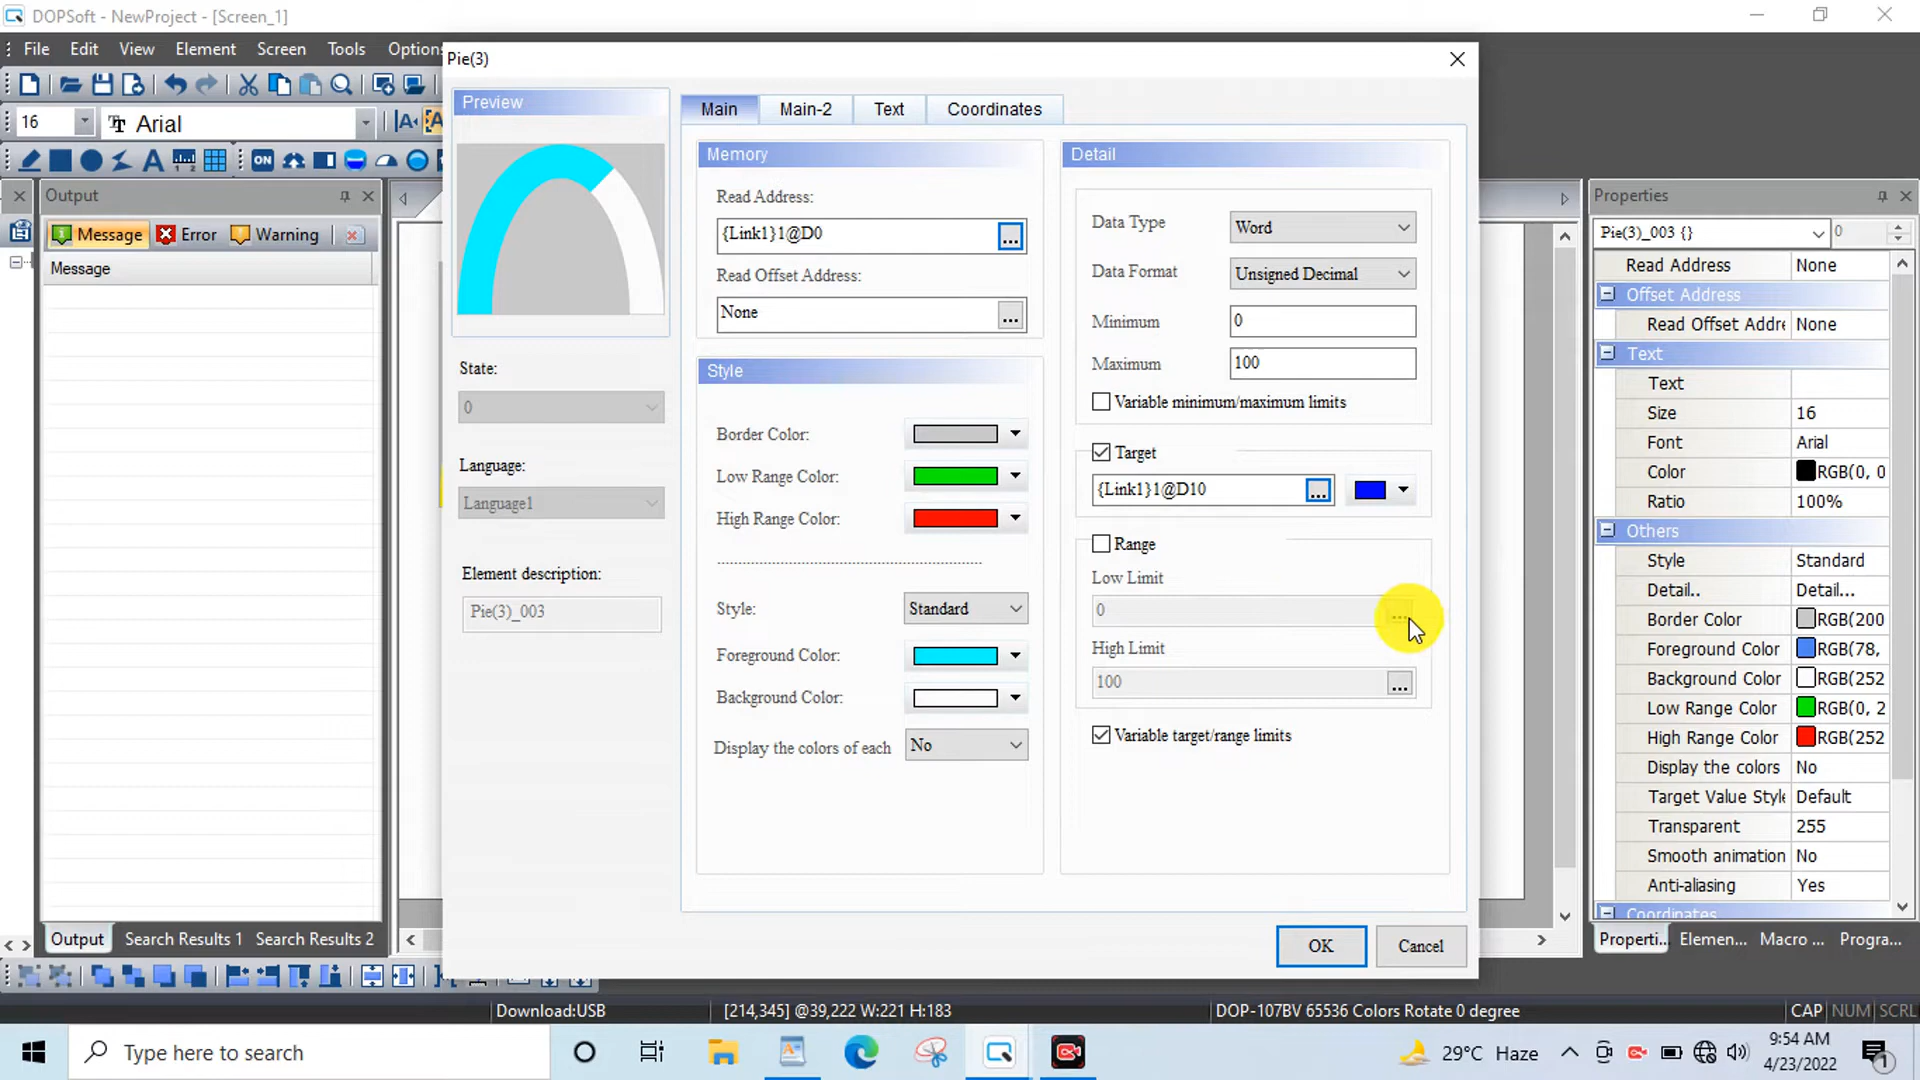 DOPSoft - NewProject - [Screen_1]
File Edit View Element Screen Tools Options
16 Arial
ON
Output
Message Error Warning
Message
Output Search Results 1 Search Results 2
Pie(3)
Preview
State:
0
Language:
Language1
Element description:
Pie(3)_003
Main Main-2 Text Coordinates
Memory
Read Address:
{Link1}1@D0
...
Read Offset Address:
None
...
Style
Border Color:
Low Range Color:
High Range Color:
Style: Standard
Foreground Color:
Background Color:
Display the colors of each No
Detail
Data Type Word
Data Format Unsigned Decimal
Minimum 0
Maximum 100
Variable minimum/maximum limits
Target
{Link1}1@D10
...
Range
Low Limit
0
...
High Limit
100
...
Variable target/range limits
OK Cancel
Properties
Pie(3)_003 {} 0
Read Address None
Offset Address
Read Offset Addre None
Text
Text
Size 16
Font Arial
Color RGB(0, 0
Ratio 100%
Others
Style Standard
Detail.. Detail...
Border Color RGB(200
Foreground Color RGB(78,
Background Color RGB(252
Low Range Color RGB(0, 2
High Range Color RGB(252
Display the colors No
Target Value Style Default
Transparent 255
Smooth animation No
Anti-aliasing Yes
Coordinates
Properti... Elemen... Macro ... Progra...
Download:USB [214,345] @39,222 W:221 H:183 DOP-107BV 65536 Colors Rotate 0 degree CAP NUM SCRL
Type here to search
29°C Haze
9:54 AM
4/23/2022
1